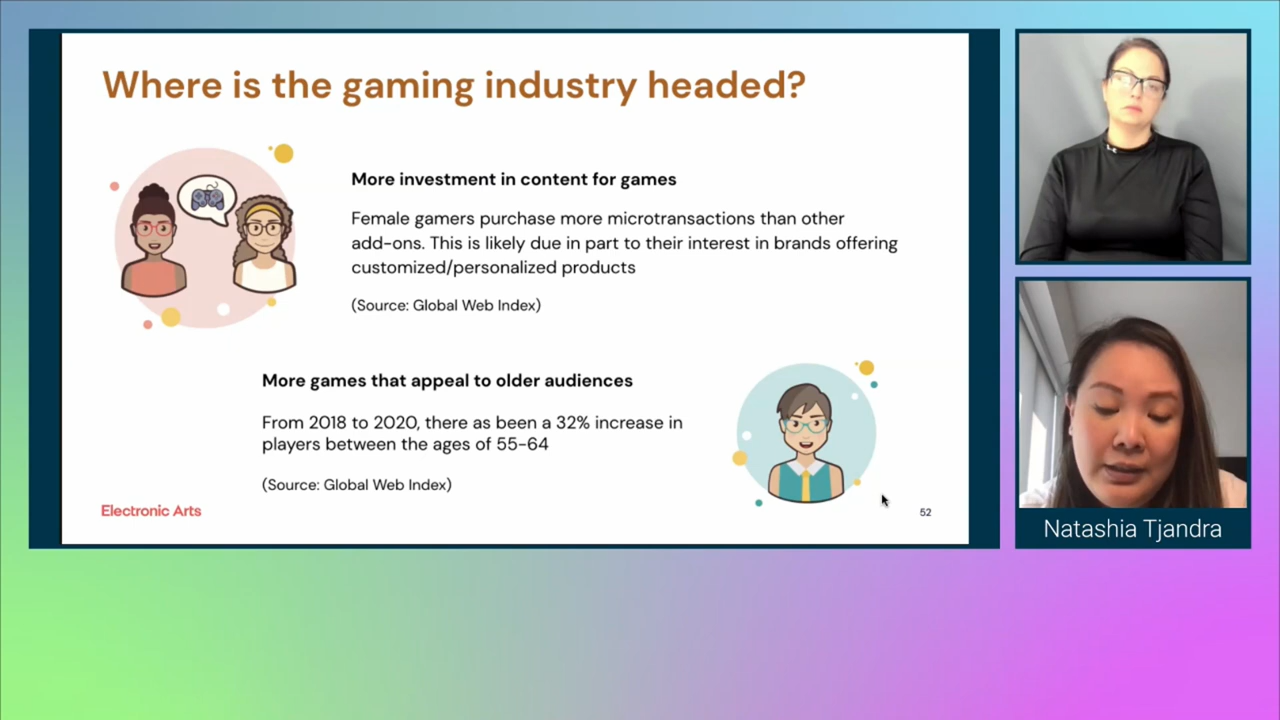 Where is the gaming industry headed?
More investment in content for games
Female gamers purchase more microtransactions than other
add-ons. This is likely due in part to their interest in brands offering
customized/personalized products
(Source: Global Web Index)
More games that appeal to older audiences
From 2018 to 2020, there as been a 32% increase in
players between the ages of 55-64
(Source: Global Web Index)
Electronic Arts
52
Natashia Tjandra